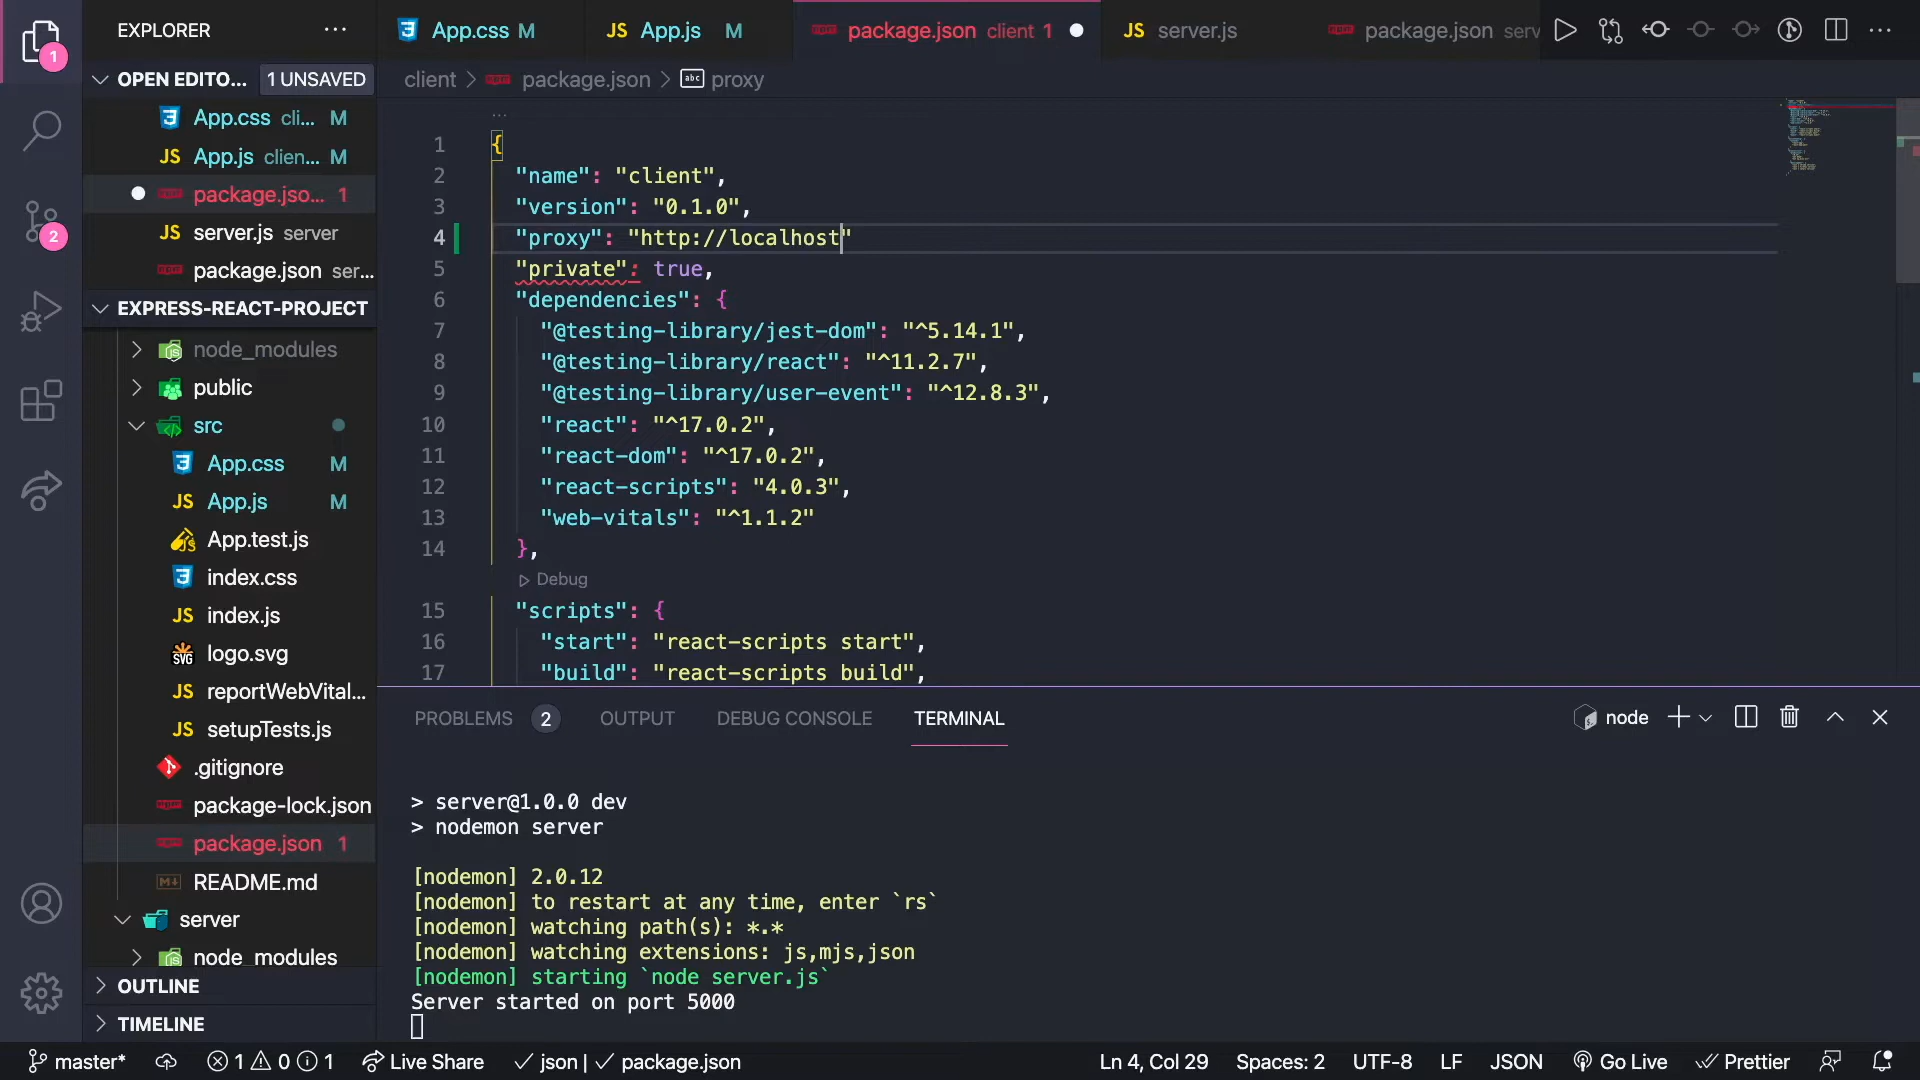 EXPLORER
OPEN EDITO... 1 UNSAVED
App.css cli... M
App.js clien... M
package.jso... 1
server.js server
package.json ser...
EXPRESS-REACT-PROJECT
node_modules
public
src
App.css M
App.js M
App.test.js
index.css
index.js
logo.svg
reportWebVital...
setupTests.js
.gitignore
package-lock.json
package.json 1
README.md
server
node_modules
OUTLINE
TIMELINE
1
2
App.css M
App.js M
package.json client 1
server.js
package.json serv
client > package.json > abc proxy
1 {
2 "name": "client",
3 "version": "0.1.0",
4 "proxy": "http://localhost"
5 "private": true,
6 "dependencies": {
7 "@testing-library/jest-dom": "^5.14.1",
8 "@testing-library/react": "^11.2.7",
9 "@testing-library/user-event": "^12.8.3",
10 "react": "^17.0.2",
11 "react-dom": "^17.0.2",
12 "react-scripts": "4.0.3",
13 "web-vitals": "^1.1.2"
14 },
Debug
15 "scripts": {
16 "start": "react-scripts start",
17 "build": "react-scripts build",
PROBLEMS 2 OUTPUT DEBUG CONSOLE TERMINAL node
> server@1.0.0 dev
> nodemon server
[nodemon] 2.0.12
[nodemon] to restart at any time, enter `rs`
[nodemon] watching path(s): *.*
[nodemon] watching extensions: js,mjs,json
[nodemon] starting `node server.js`
Server started on port 5000
master* 1 0 1 Live Share json | package.json Ln 4, Col 29 Spaces: 2 UTF-8 LF JSON Go Live Prettier